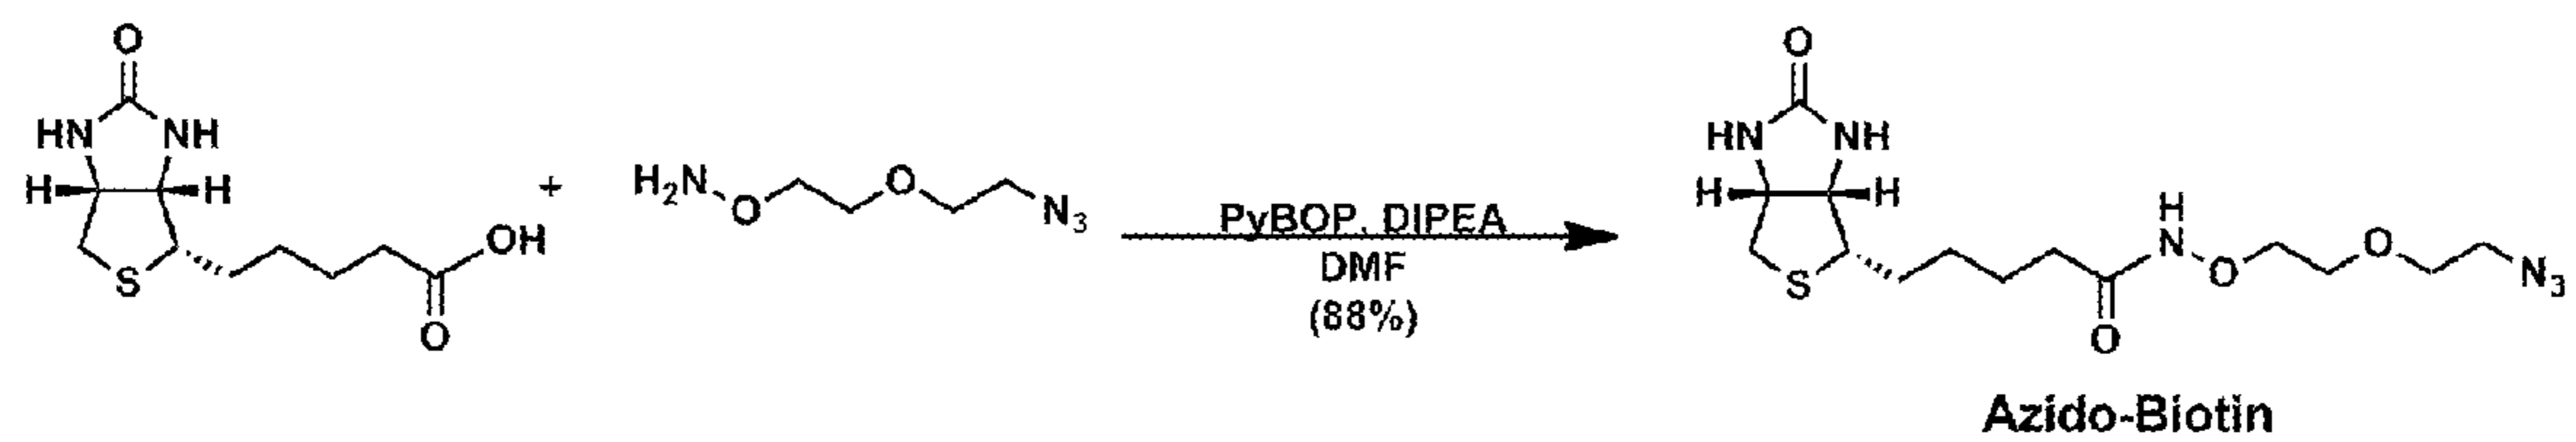 O
HN NH
H H
S
OH
O
+
H₂N
O
O
N₃
PyBOP, DIPEA
DMF
(88%)
O
HN NH
H H
S
O
H
N
O
O
N₃
Azido-Biotin